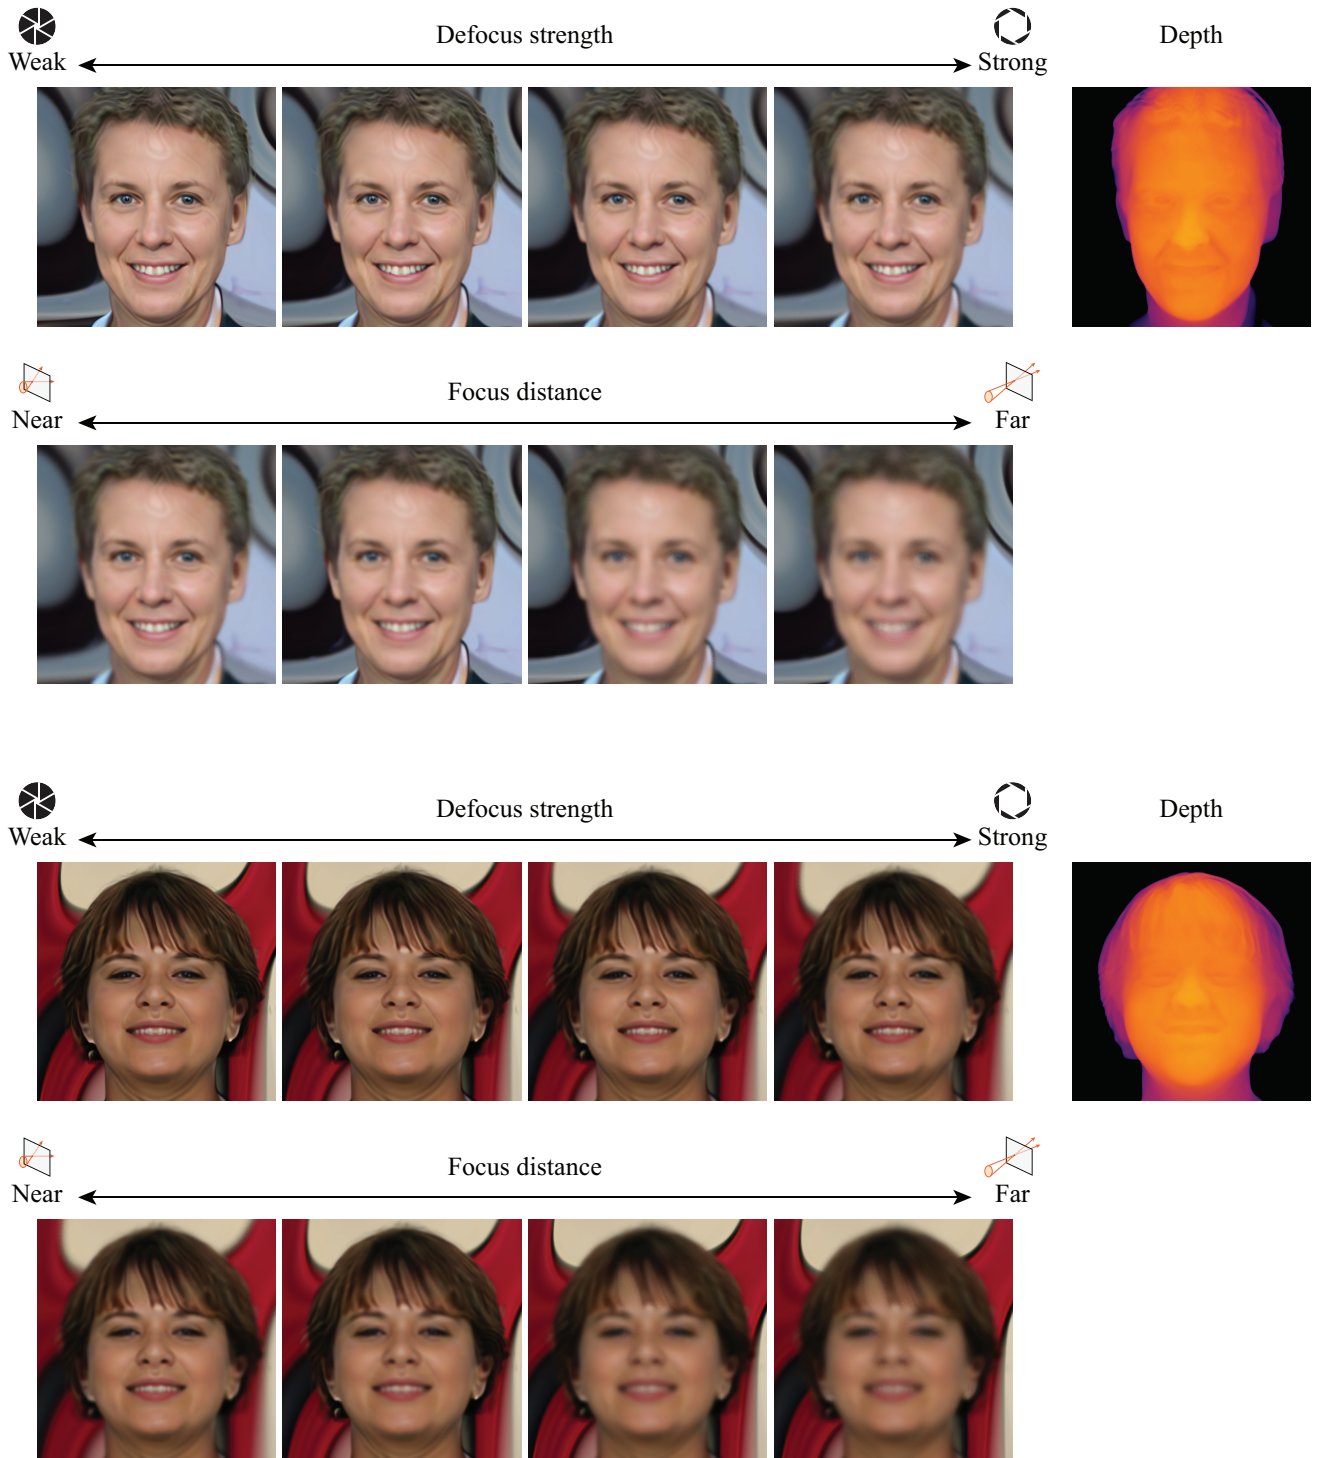 Defocus strength
Depth
Weak
Strong
Focus distance
Near
Far
Defocus strength
Depth
Weak
Strong
Focus distance
Near
Far